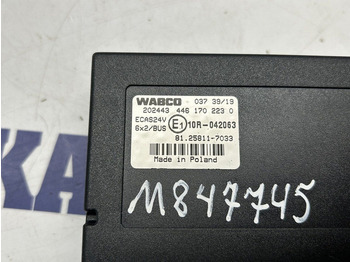 KA
WABCO 037 39/19
202443 446 170 223 0
ECAS24V
6x2/BUS E1 10R-042063
81.25811-7033
Made in Poland
M847745